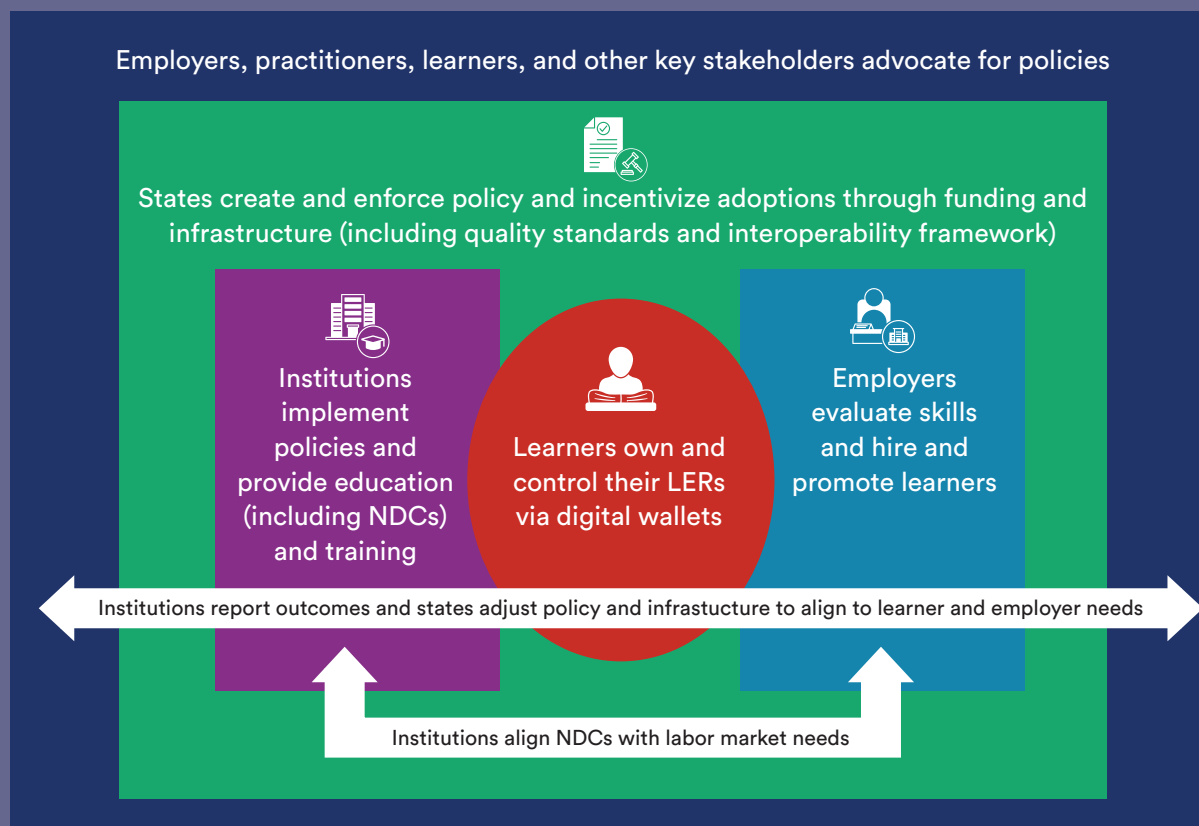 Employers, practitioners, learners, and other key stakeholders advocate for policies
States create and enforce policy and incentivize adoptions through funding and
infrastructure (including quality standards and interoperability framework)
Institutions
implement
policies and
provide education
(including NDCs)
and training
Learners own and
control their LERs
via digital wallets
Employers
evaluate skills
and hire and
promote learners
Institutions report outcomes and states adjust policy and infrastucture to align to learner and employer needs
Institutions align NDCs with labor market needs